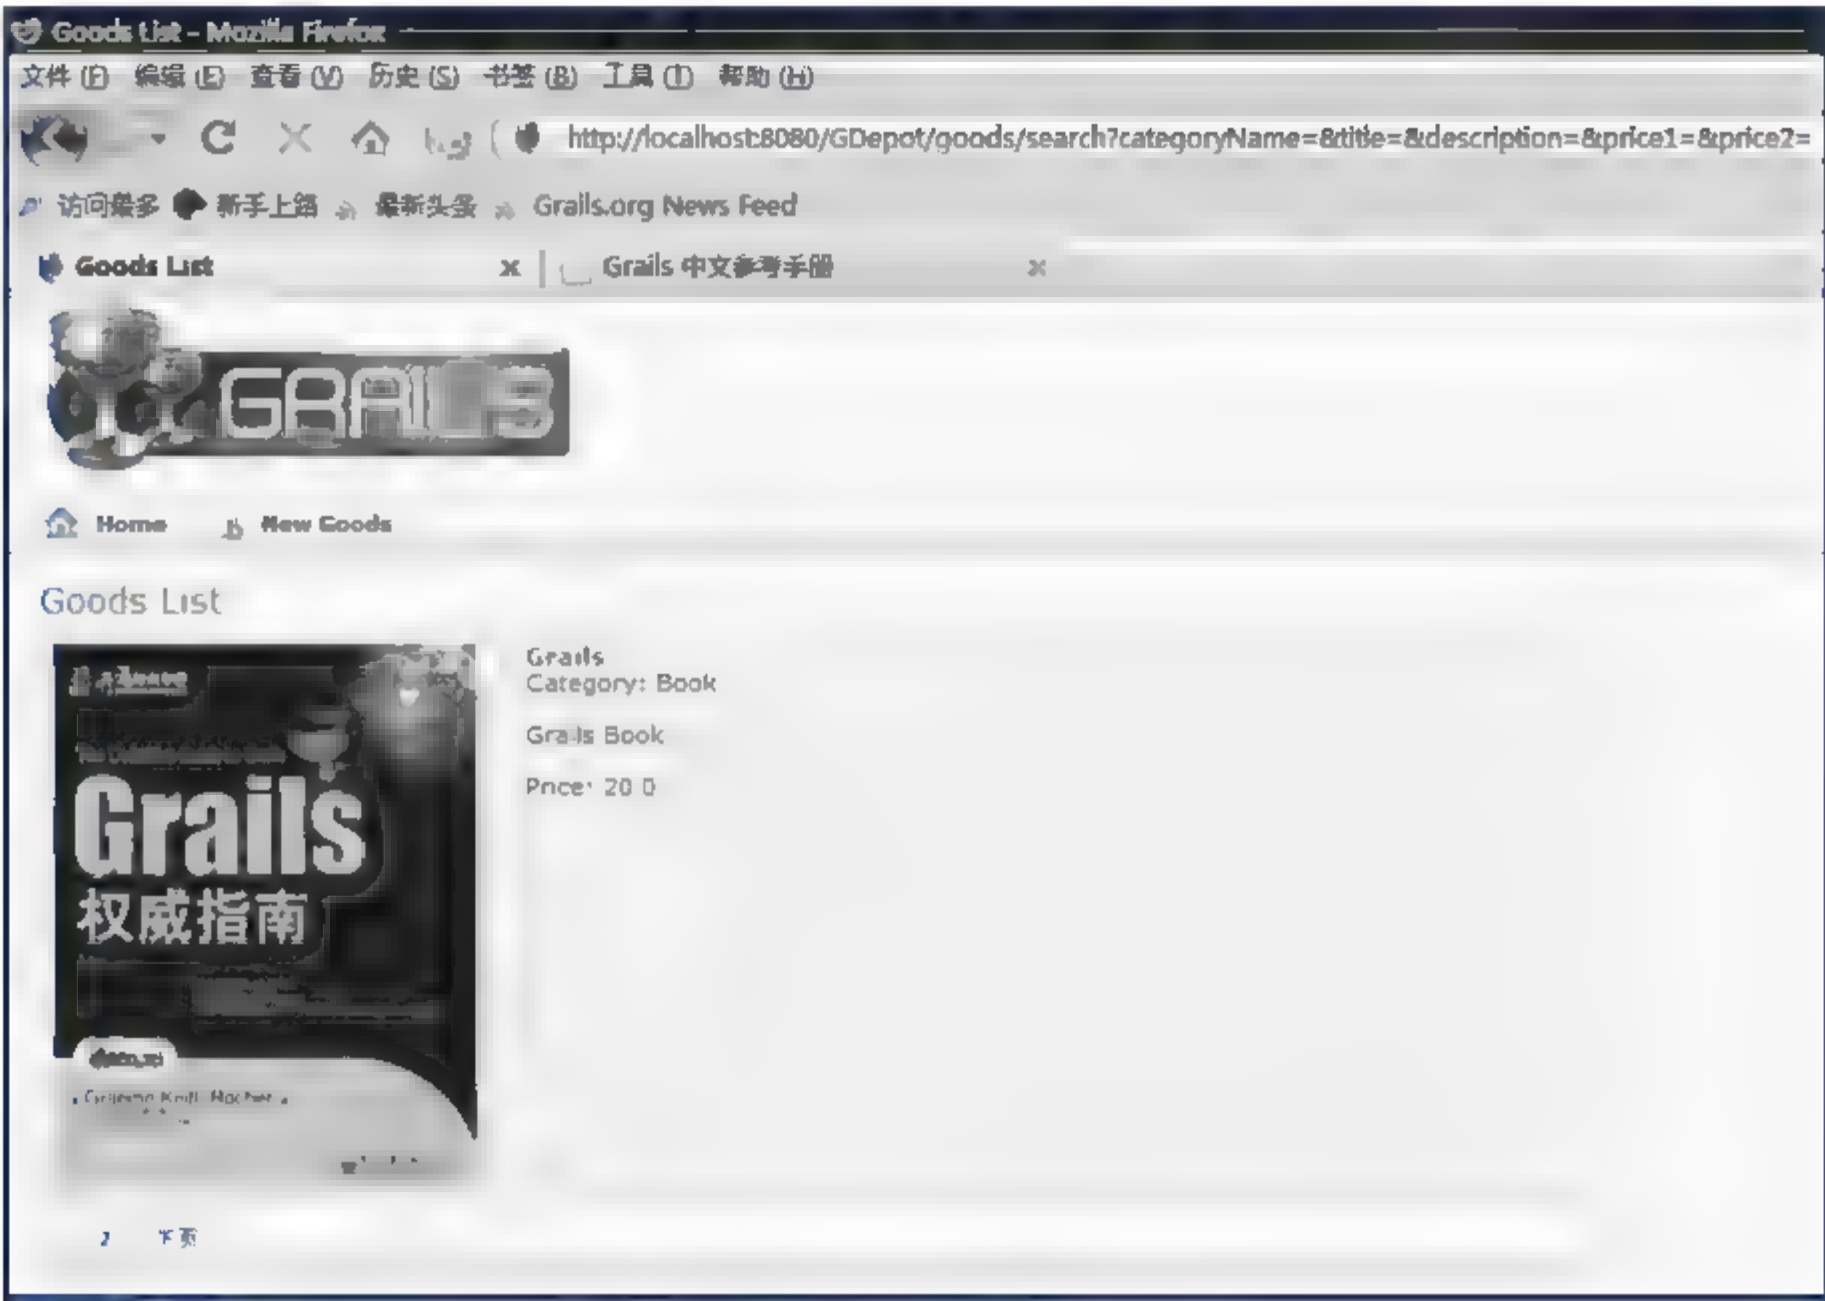 Goods List - Mozilla Firefox
文件 (F) 编辑 (E) 查看 (V) 历史 (S) 书签 (B) 工具 (T) 帮助 (H)
http://localhost:8080/GDepot/goods/search?categoryName=&title=&description=&price1=&price2=
访问最多 新手上路 最新头条 Grails.org News Feed
Goods List Grails 中文参考手册
GRAILS
Home New Goods
Goods List
Grails
Category: Book
Grails Book
Price: 20.0
Grails
权威指南
2 下页